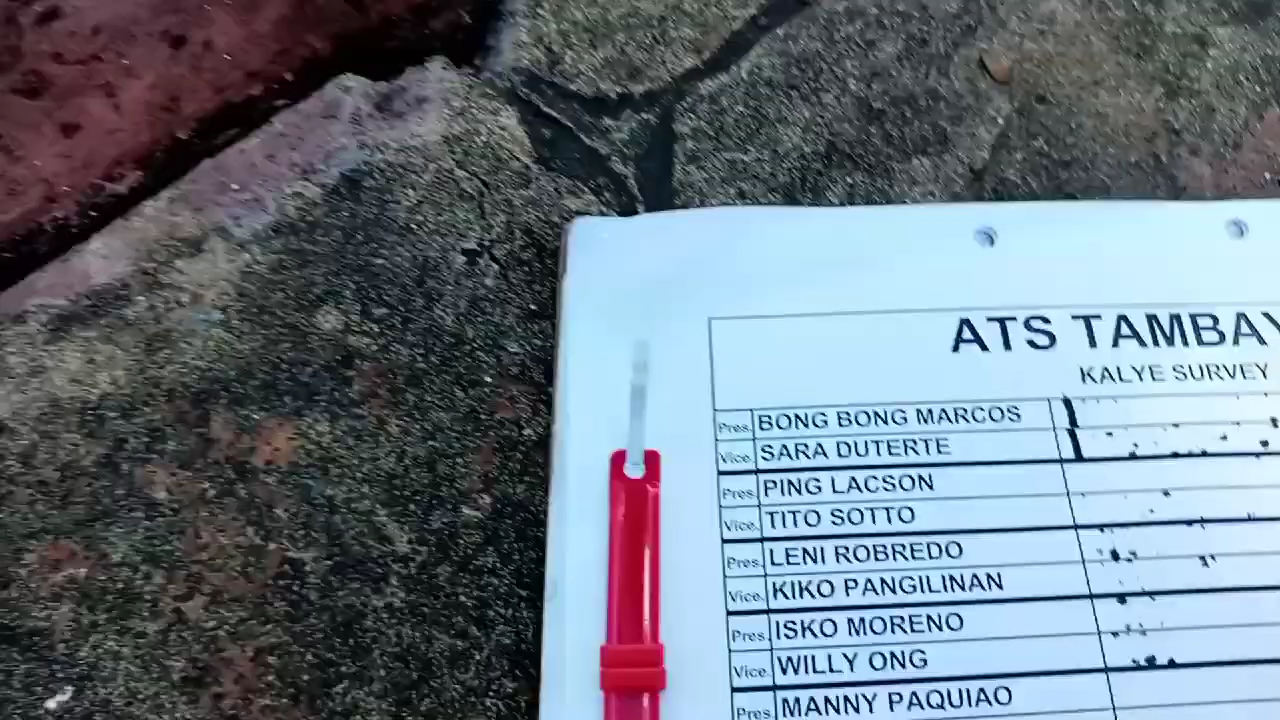 ATS TAMBAY
KALYE SURVEY
Pres. BONG BONG MARCOS
Vice. SARA DUTERTE
Pres. PING LACSON
Vice. TITO SOTTO
Pres. LENI ROBREDO
Vice. KIKO PANGILINAN
Pres. ISKO MORENO
Vice. WILLY ONG
Pres. MANNY PAQUIAO